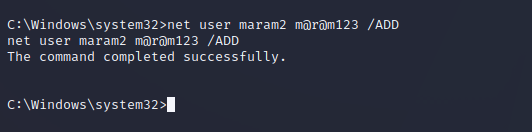 C:\Windows\system32>net user maram2 m@r@m123 /ADD
net user maram2 m@r@m123 /ADD
The command completed successfully.
C:\Windows\system32>